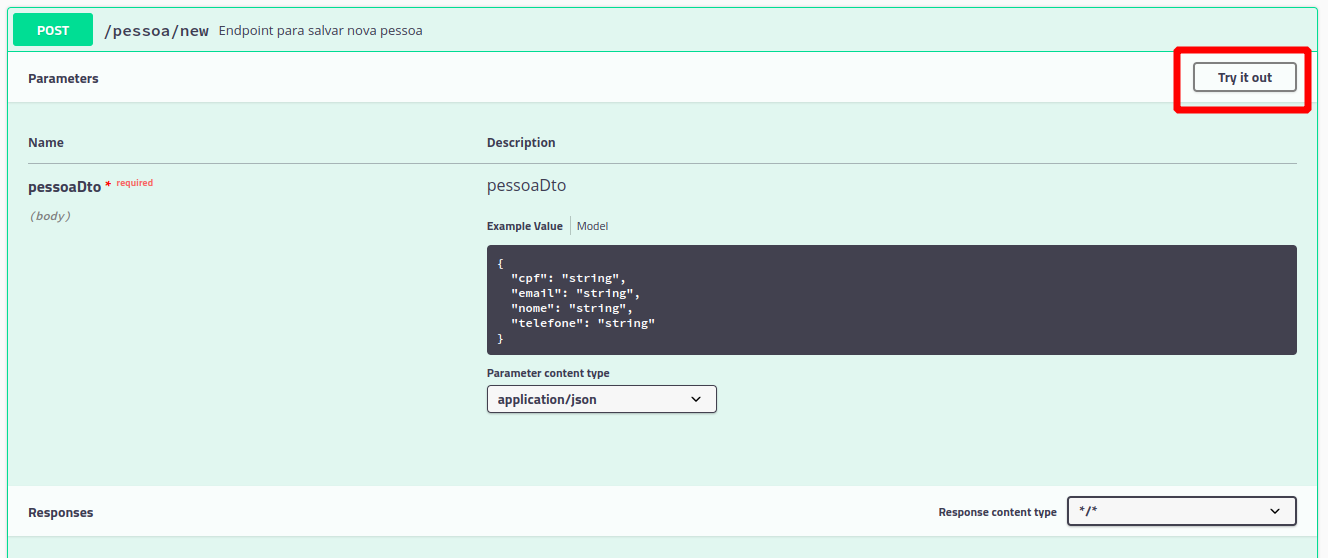 POST /pessoa/new Endpoint para salvar nova pessoa
Parameters Try it out
Name Description
pessoaDto * required pessoaDto
(body)
Example Value Model
{
  "cpf": "string",
  "email": "string",
  "nome": "string",
  "telefone": "string"
}
Parameter content type
application/json
Responses Response content type */*